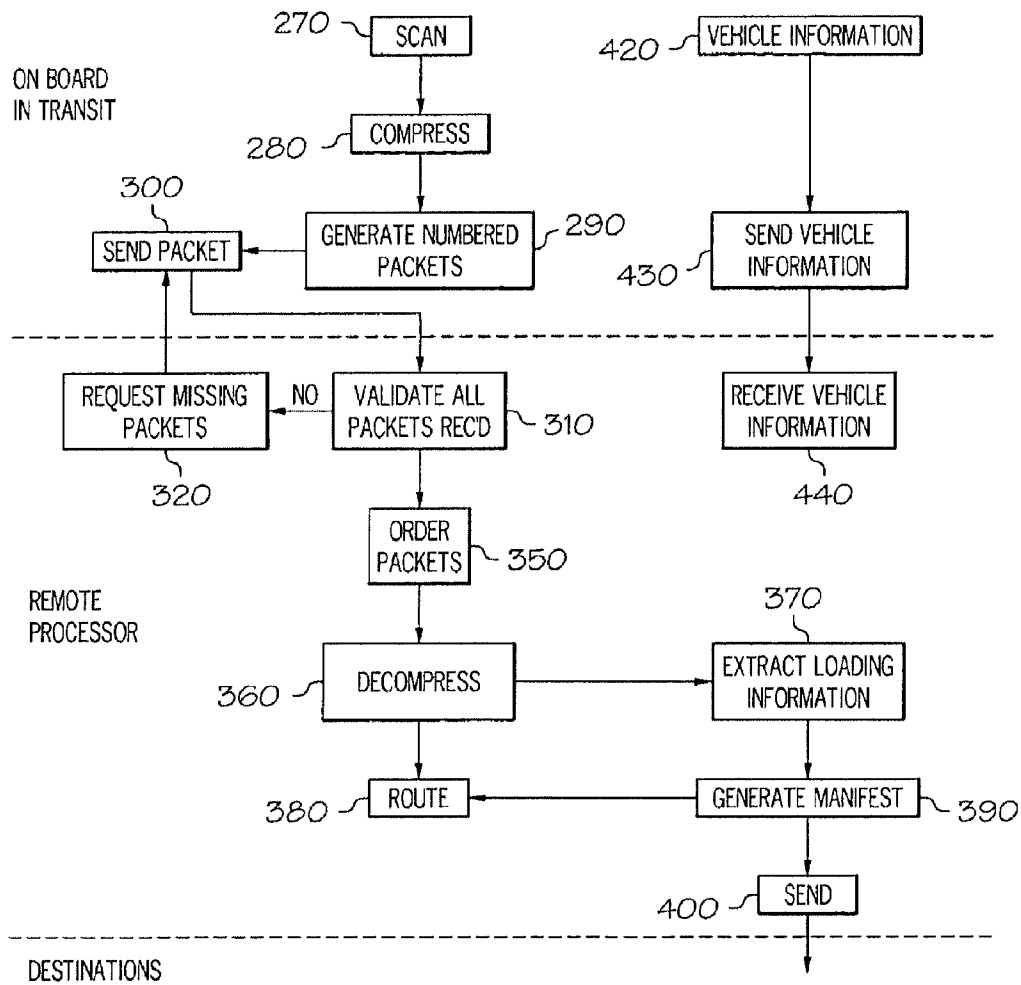 270
SCAN
420
VEHICLE INFORMATION
ON BOARD
IN TRANSIT
280
COMPRESS
300
SEND PACKET
GENERATE NUMBERED
PACKETS
290
430
SEND VEHICLE
INFORMATION
REQUEST MISSING
PACKETS
320
NO
VALIDATE ALL
PACKETS REC'D
310
RECEIVE VEHICLE
INFORMATION
440
ORDER
PACKETS
350
REMOTE
PROCESSOR
360
DECOMPRESS
370
EXTRACT LOADING
INFORMATION
380
ROUTE
GENERATE MANIFEST
390
400
SEND
DESTINATIONS